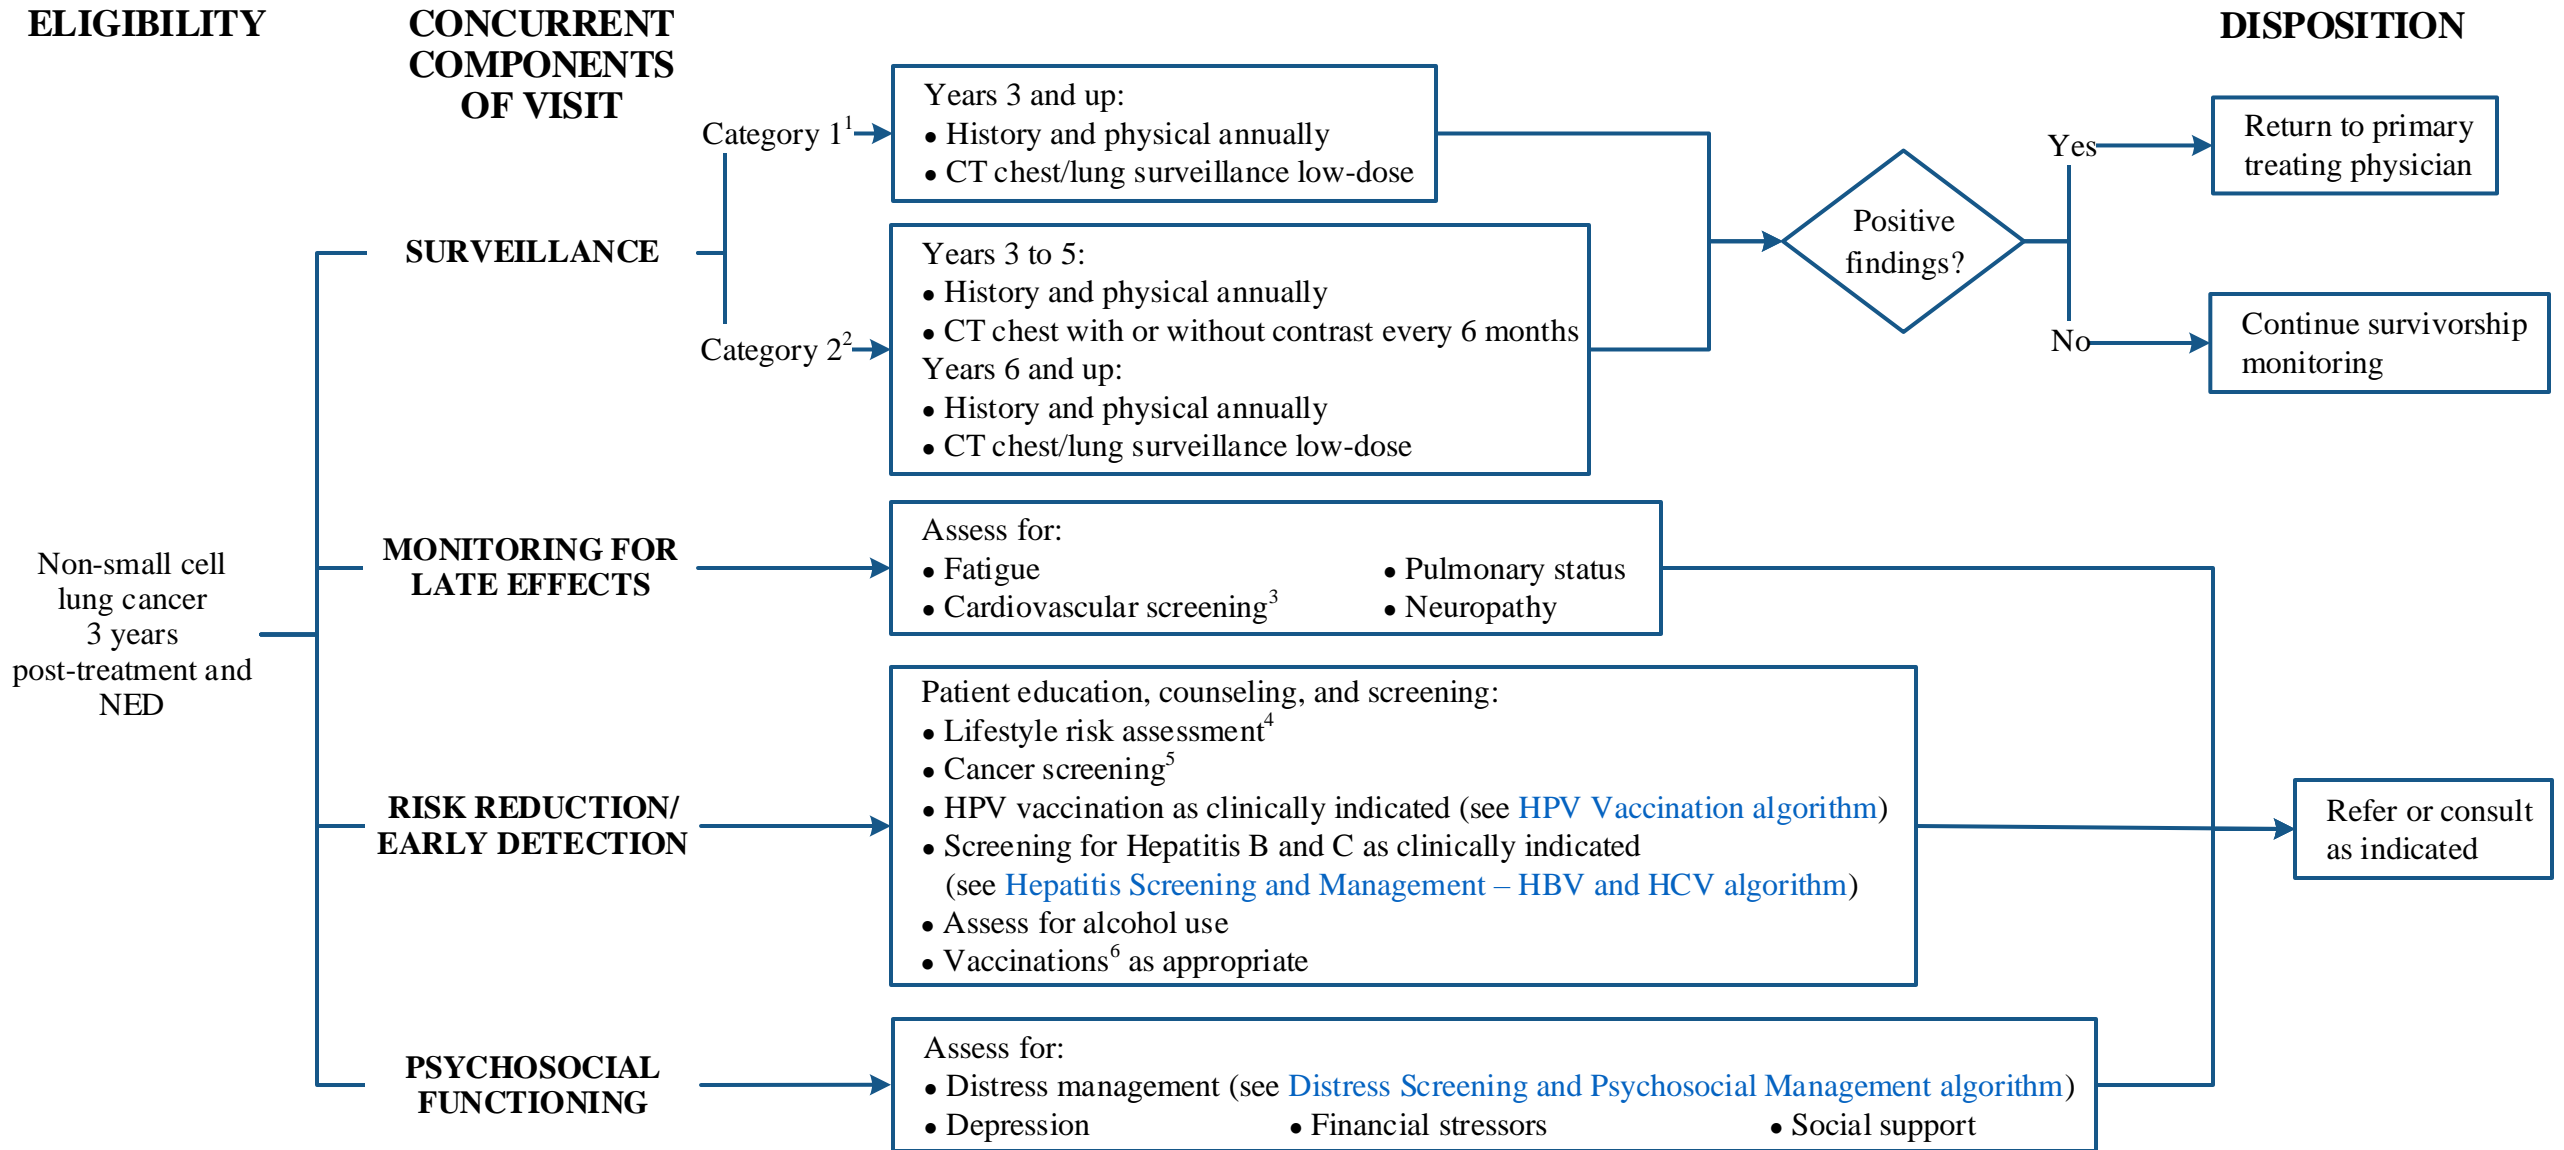 ELIGIBILITY
CONCURRENT
COMPONENTS
OF VISIT
DISPOSITION
Category 1¹
Years 3 and up:
● History and physical annually
● CT chest/lung surveillance low-dose
SURVEILLANCE
Category 2²
Years 3 to 5:
● History and physical annually
● CT chest with or without contrast every 6 months
Years 6 and up:
● History and physical annually
● CT chest/lung surveillance low-dose
Positive
findings?
Yes
Return to primary
treating physician
No
Continue survivorship
monitoring
Non-small cell
lung cancer
3 years
post-treatment and
NED
MONITORING FOR
LATE EFFECTS
Assess for:
● Fatigue
● Pulmonary status
● Cardiovascular screening³
● Neuropathy
RISK REDUCTION/
EARLY DETECTION
Patient education, counseling, and screening:
● Lifestyle risk assessment⁴
● Cancer screening⁵
● HPV vaccination as clinically indicated (see HPV Vaccination algorithm)
● Screening for Hepatitis B and C as clinically indicated
(see Hepatitis Screening and Management – HBV and HCV algorithm)
● Assess for alcohol use
● Vaccinations⁶ as appropriate
Refer or consult
as indicated
PSYCHOSOCIAL
FUNCTIONING
Assess for:
● Distress management (see Distress Screening and Psychosocial Management algorithm)
● Depression
● Financial stressors
● Social support